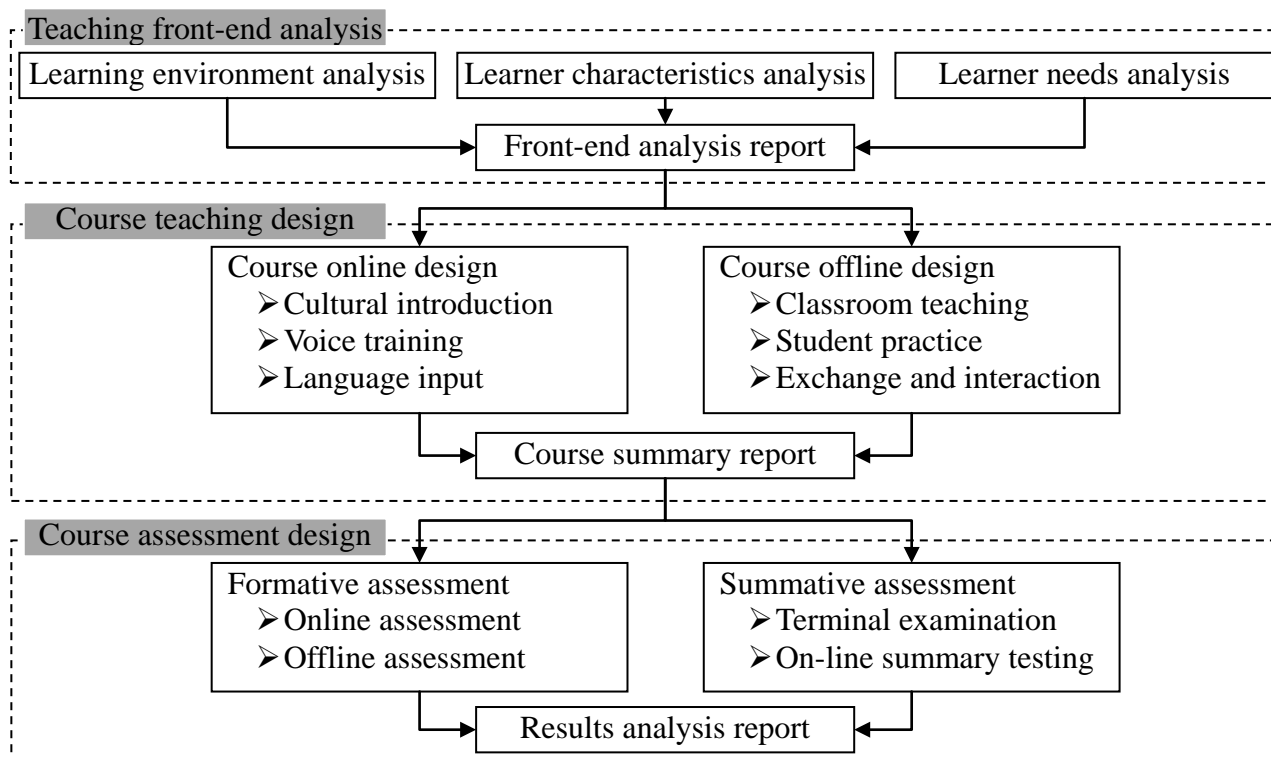 Teaching front-end analysis
Learning environment analysis
Learner characteristics analysis
Learner needs analysis
Front-end analysis report
Course teaching design
Course online design
➢Cultural introduction
➢Voice training
➢Language input
Course offline design
➢Classroom teaching
➢Student practice
➢Exchange and interaction
Course summary report
Course assessment design
Formative assessment
➢Online assessment
➢Offline assessment
Summative assessment
➢Terminal examination
➢On-line summary testing
Results analysis report